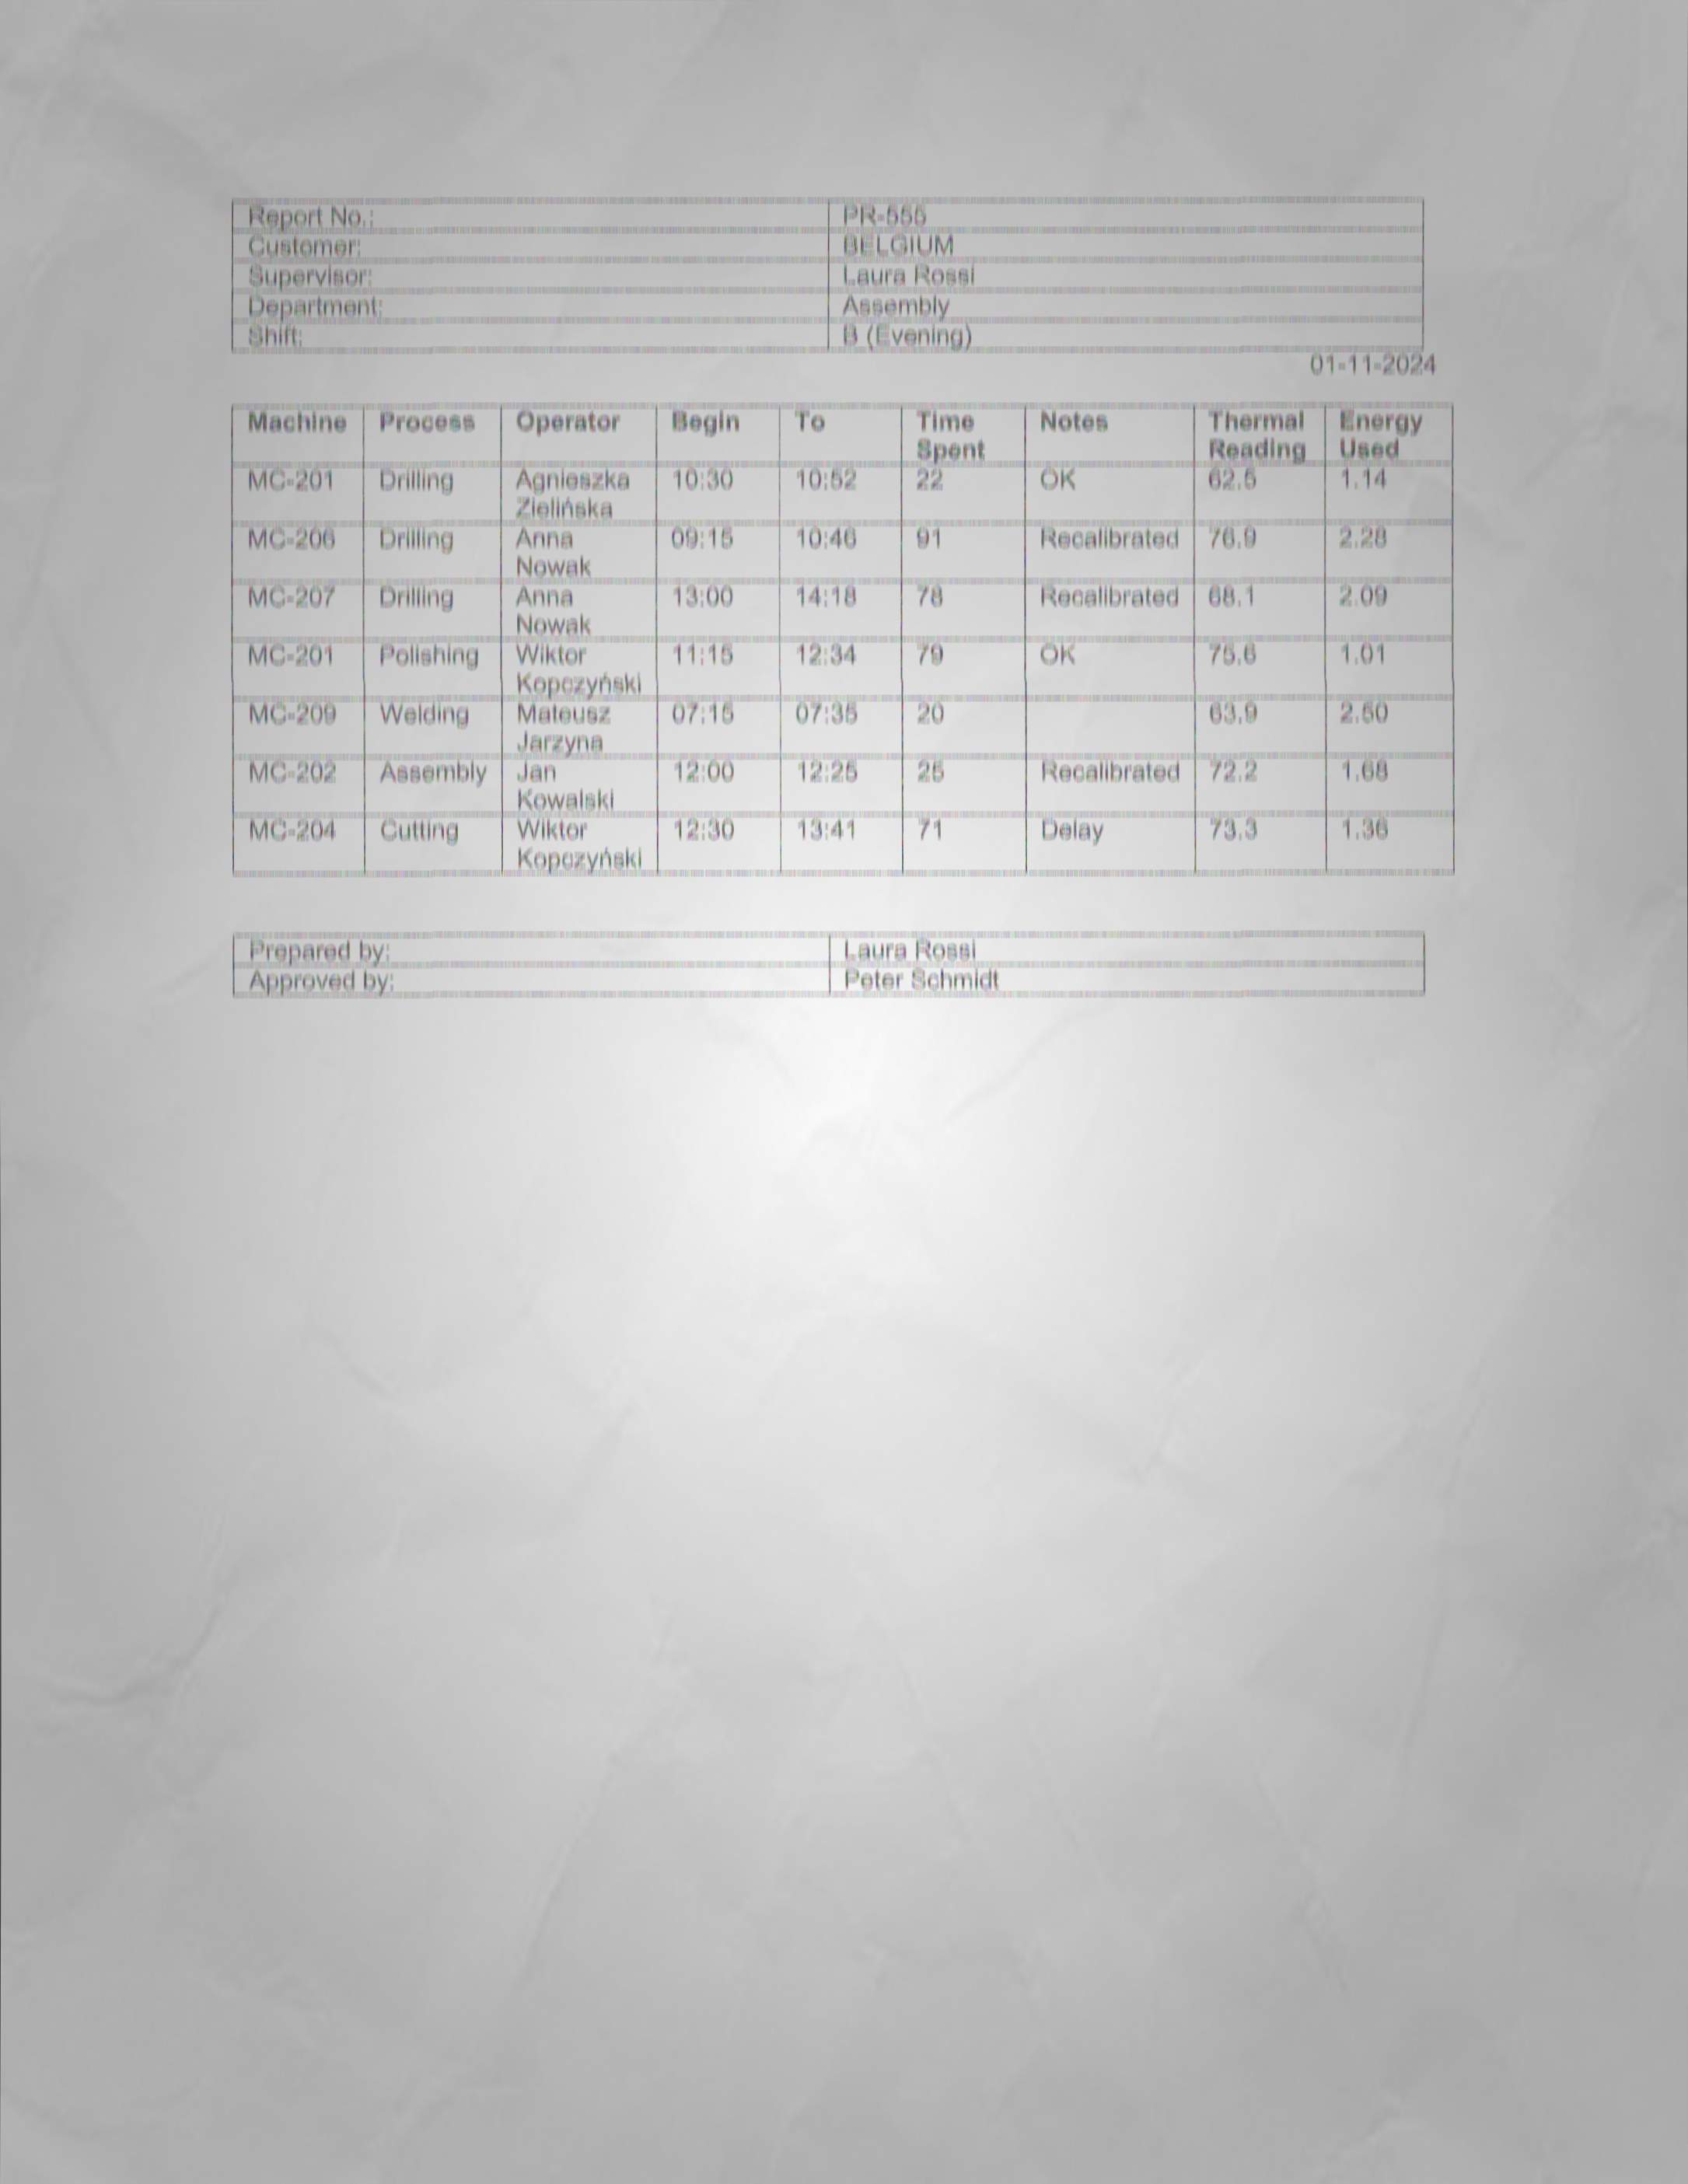 Report No.: PR-555
Customer: BELGIUM
Supervisor: Laura Rossi
Department: Assembly
Shift: B (Evening)
01-11-2024
Machine Process Operator Begin To Time Spent Notes Thermal Reading Energy Used
MC-201 Drilling Agnieszka Zielińska 10:30 10:52 22 OK 62.5 1.14
MC-206 Drilling Anna Nowak 09:15 10:46 91 Recalibrated 76.9 2.28
MC-207 Drilling Anna Nowak 13:00 14:18 78 Recalibrated 68.1 2.09
MC-201 Polishing Wiktor Kopczyński 11:15 12:34 79 OK 75.6 1.01
MC-209 Welding Mateusz Jarzyna 07:15 07:35 20 63.9 2.50
MC-202 Assembly Jan Kowalski 12:00 12:25 25 Recalibrated 72.2 1.68
MC-204 Cutting Wiktor Kopczyński 12:30 13:41 71 Delay 73.3 1.36
Prepared by: Laura Rossi
Approved by: Peter Schmidt